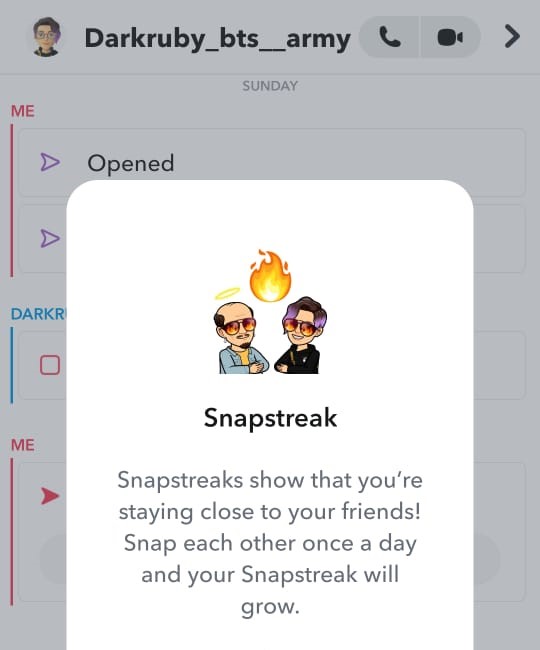 Darkruby_bts__army
SUNDAY
ME
Opened
DARKR
Snapstreak
Snapstreaks show that you’re
staying close to your friends!
Snap each other once a day
and your Snapstreak will
grow.
ME